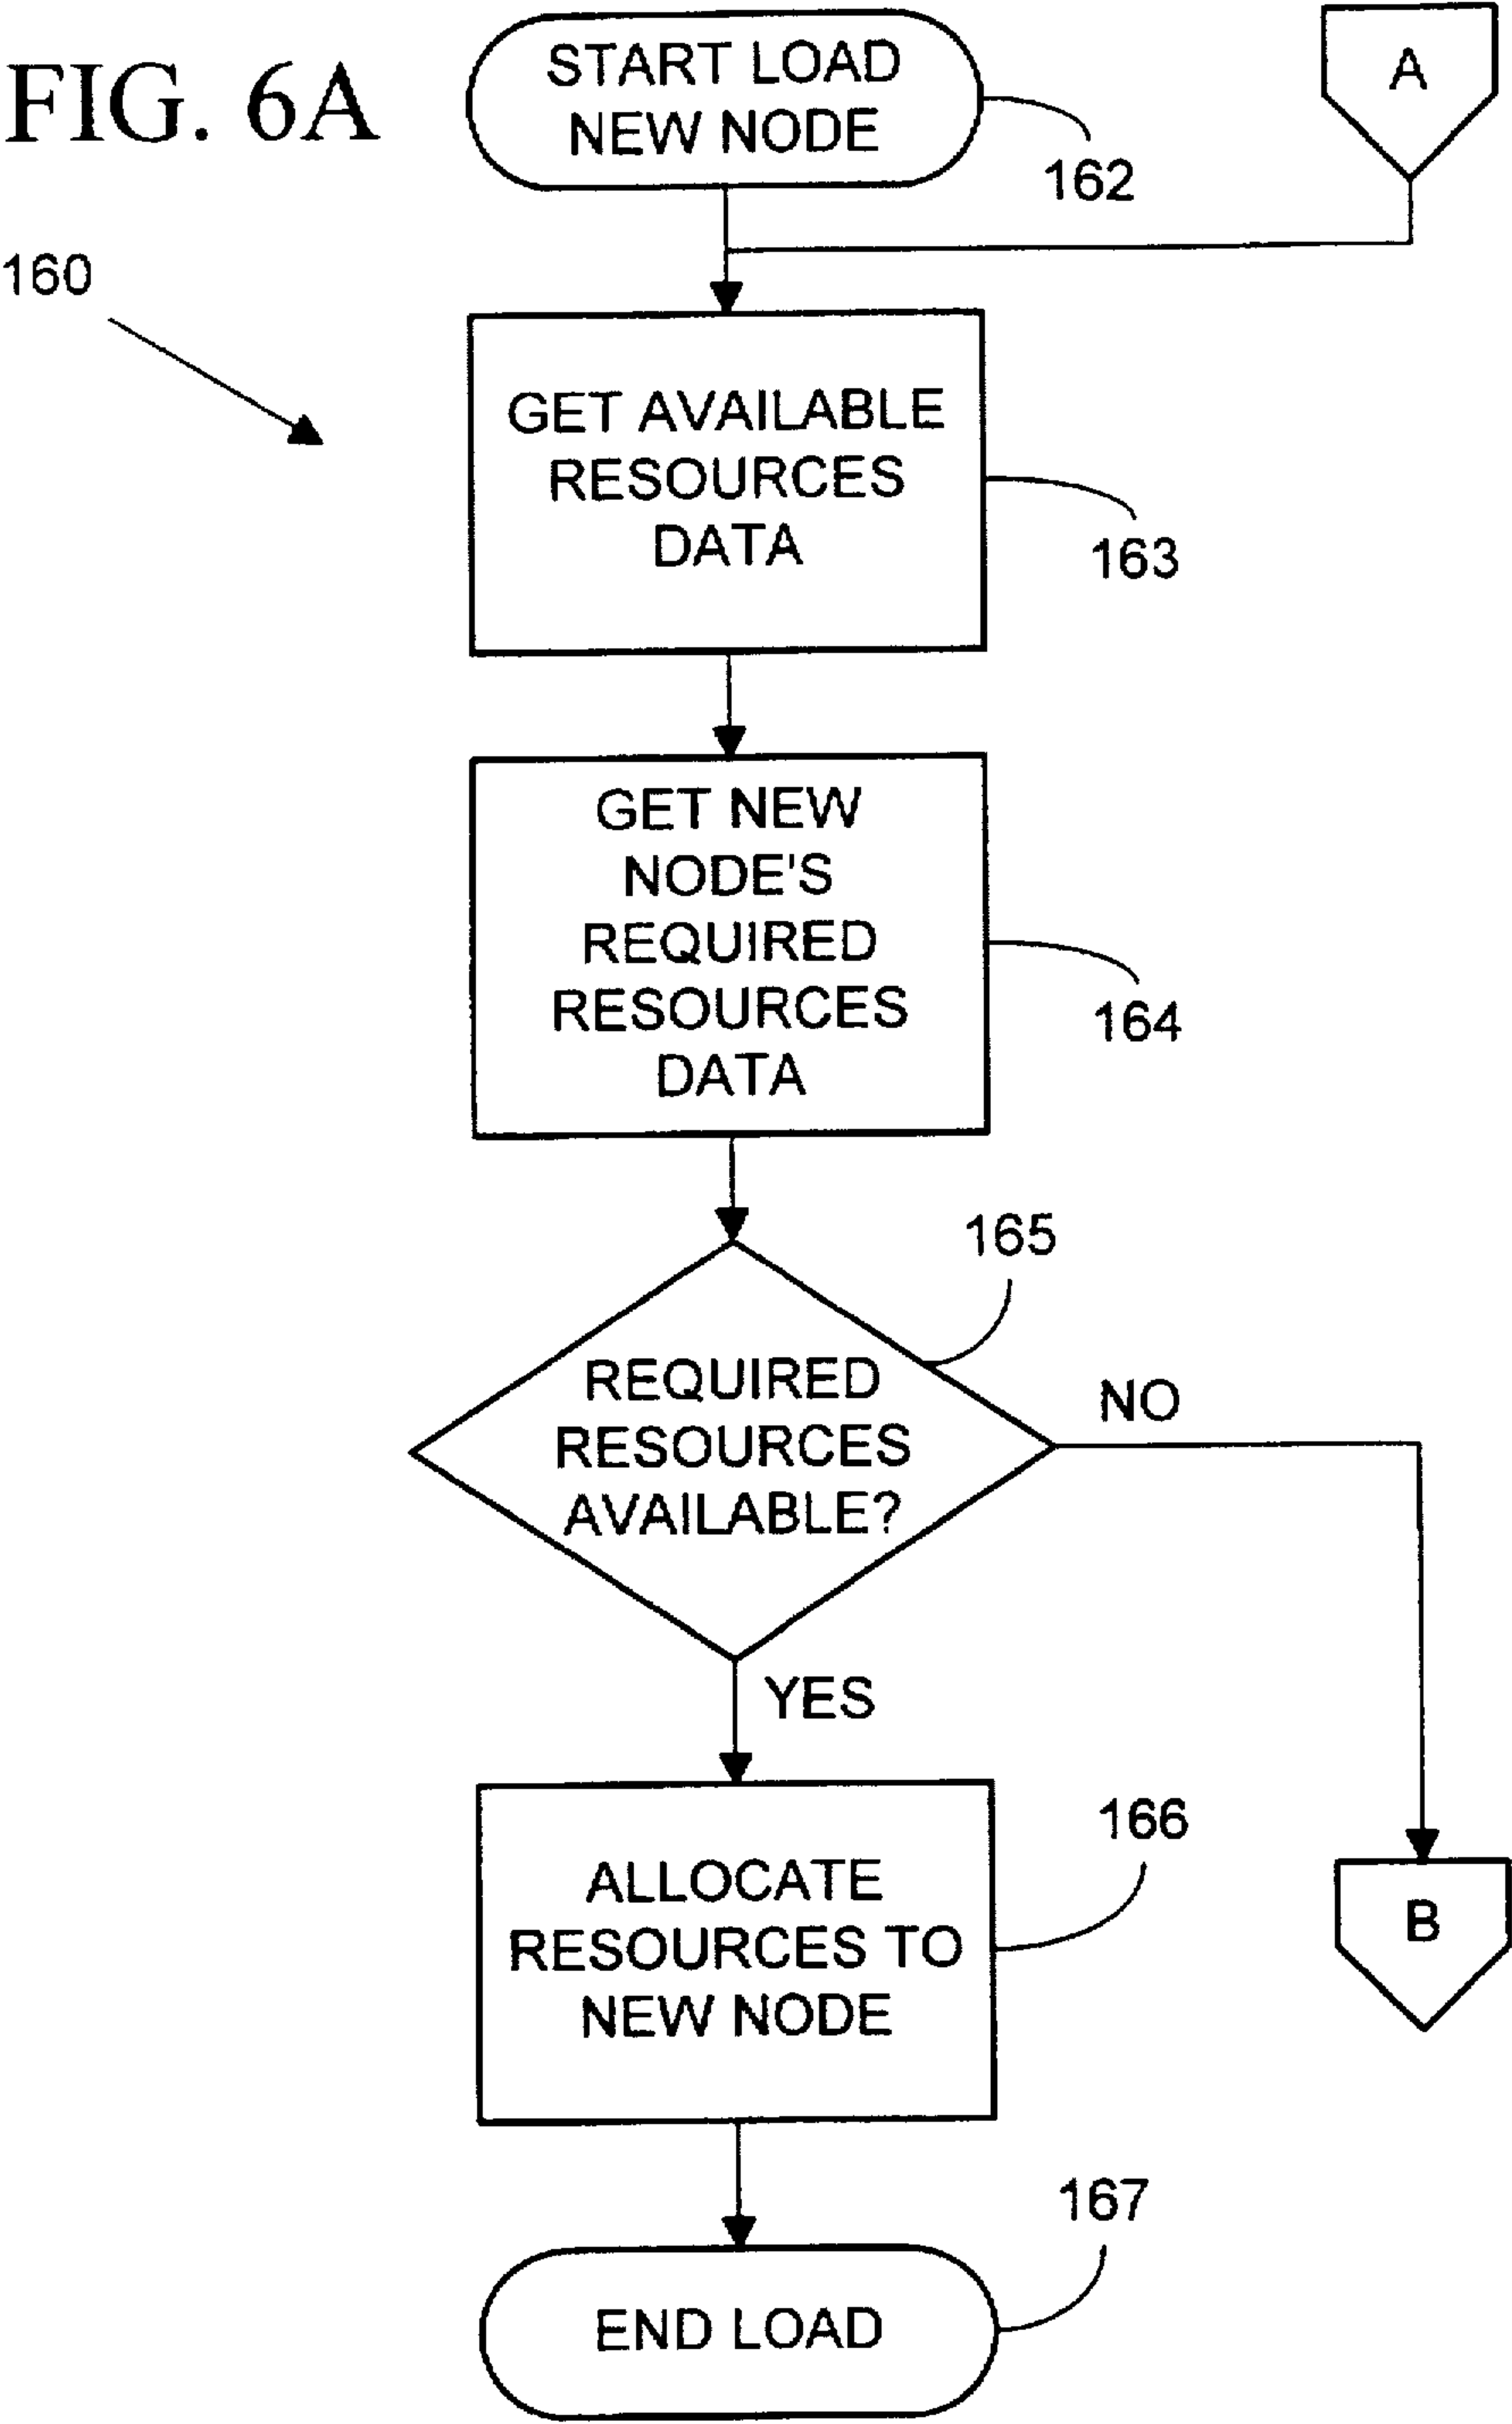 FIG. 6A
START LOAD
NEW NODE
162
A
160
GET AVAILABLE
RESOURCES
DATA
163
GET NEW
NODE'S
REQUIRED
RESOURCES
DATA
164
165
REQUIRED
RESOURCES
AVAILABLE?
NO
YES
ALLOCATE
RESOURCES TO
NEW NODE
166
B
167
END LOAD